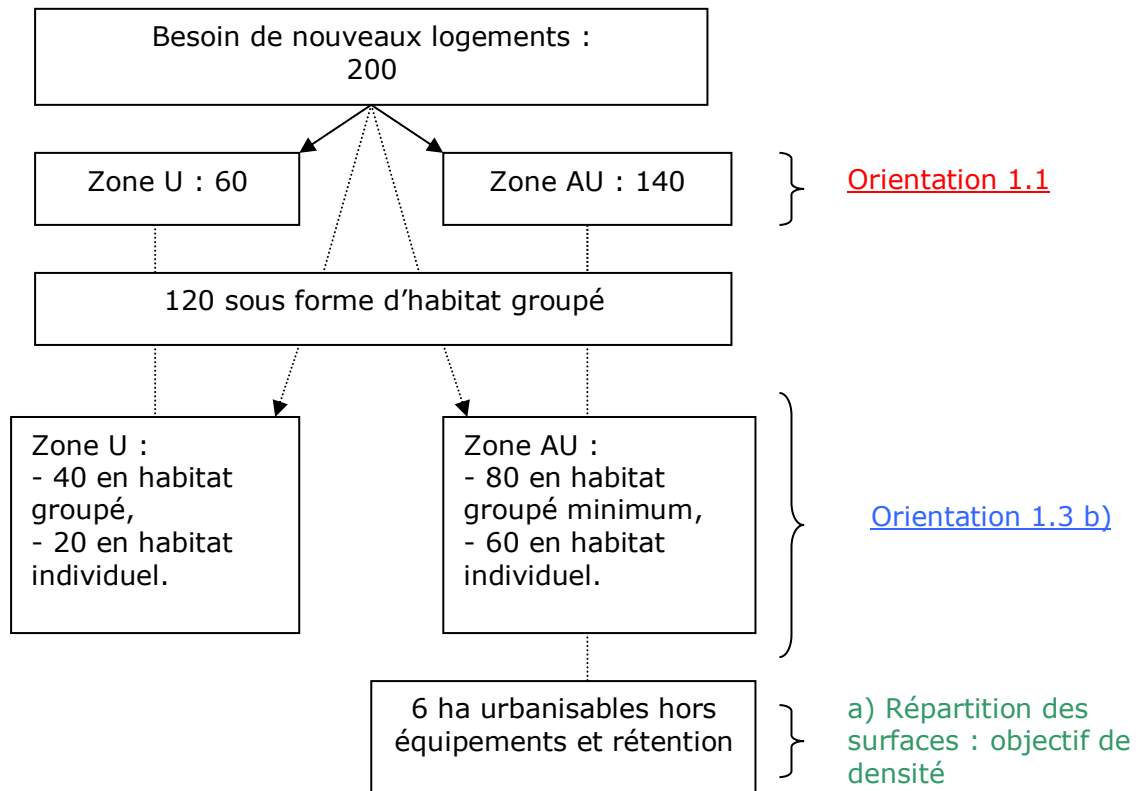 Besoin de nouveaux logements :
200
Zone U : 60
Zone AU : 140
Orientation 1.1
120 sous forme d'habitat groupé
Zone U :
- 40 en habitat
groupé,
- 20 en habitat
individuel.
Zone AU :
- 80 en habitat
groupé minimum,
- 60 en habitat
individuel.
Orientation 1.3 b)
6 ha urbanisables hors
équipements et rétention
a) Répartition des
surfaces : objectif de
densité